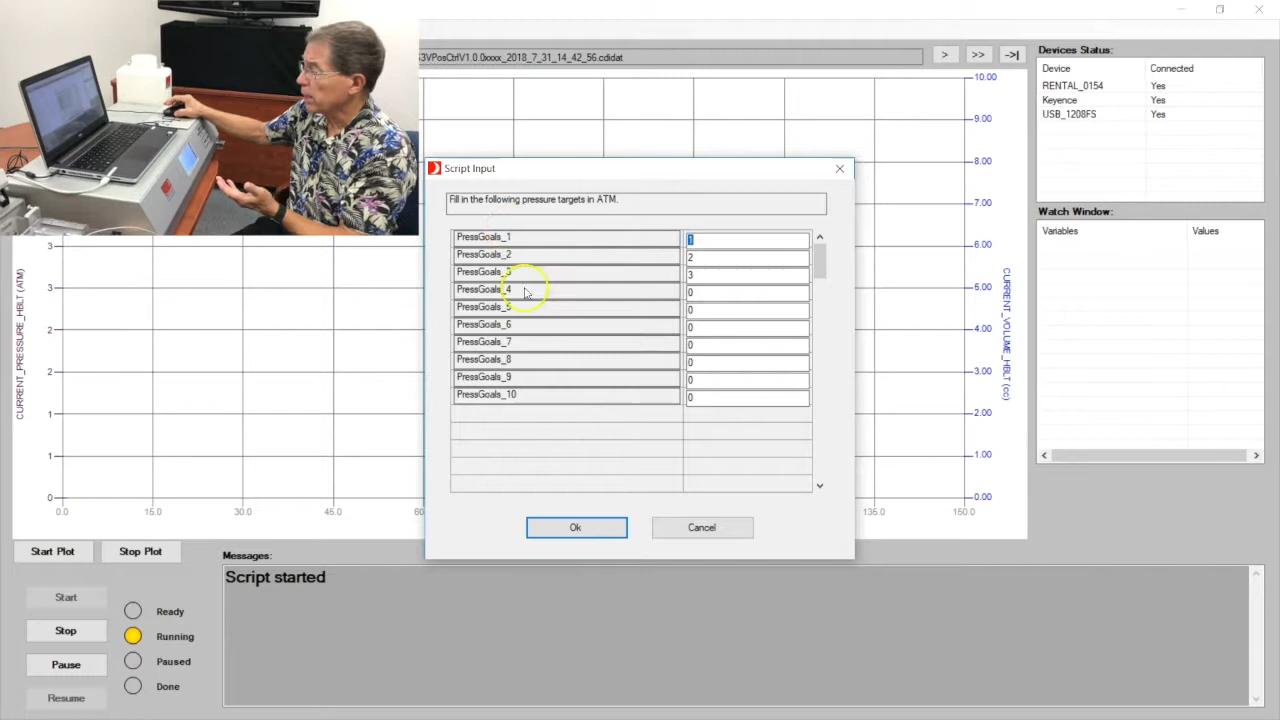 S3VPosCtrlV1.0.0xxxx_2018_7_31_14_42_56.cdidat
>
>>
->|
Devices Status:
Device Connected
RENTAL_0154 Yes
Keyence Yes
USB_1208FS Yes
Watch Window:
Variables Values
Script Input
Fill in the following pressure targets in ATM.
PressGoals_1 1
PressGoals_2 2
PressGoals_3 3
PressGoals_4 0
PressGoals_5 0
PressGoals_6 0
PressGoals_7 0
PressGoals_8 0
PressGoals_9 0
PressGoals_10 0
Ok Cancel
CURRENT_PRESSURE_HBLT (ATM)
3
3
2
2
1
1
0
0.0 15.0 30.0 45.0 135.0 150.0
10.00
9.00
8.00
7.00
6.00
5.00
4.00
3.00
2.00
1.00
0.00
CURRENT_VOLUME_HBLT (cc)
Start Plot Stop Plot
Messages:
Script started
Start
Stop
Pause
Resume
Ready
Running
Paused
Done